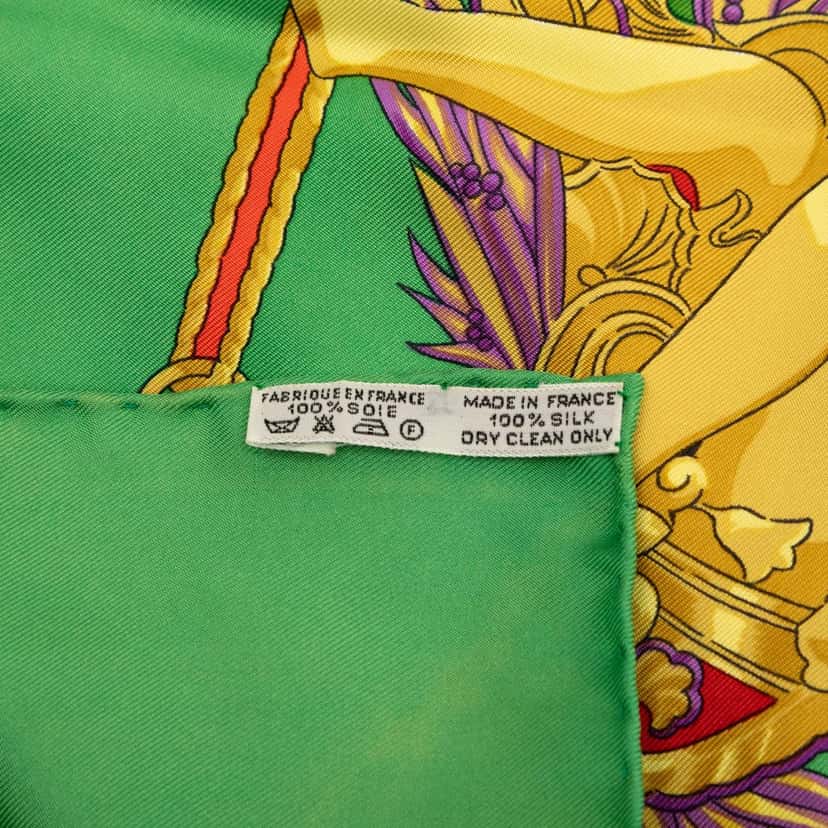 FABRIQUE EN FRANCE
100% SOIE
F
MADE IN FRANCE
100% SILK
DRY CLEAN ONLY